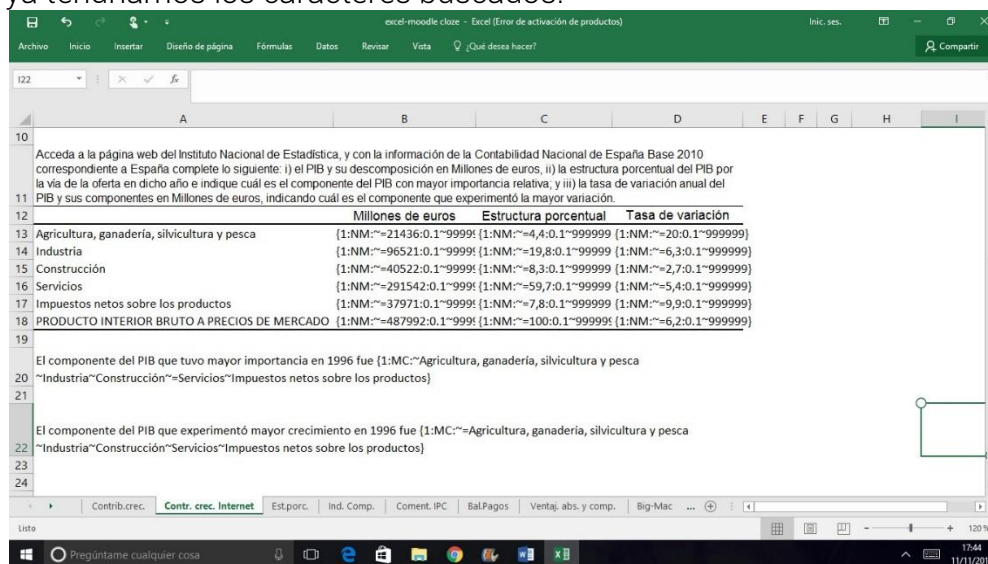 ya tendríamos los caracteres buscados.
excel-moodle cloze - Excel (Error de activación de productos)
Inic. ses.
Archivo Inicio Insertar Diseño de página Fórmulas Datos Revisar Vista ¿Qué desea hacer? Compartir
I22 fx
A B C D E F G H I
10
Acceda a la página web del Instituto Nacional de Estadística, y con la información de la Contabilidad Nacional de España Base 2010
correspondiente a España complete lo siguiente: i) el PIB y su descomposición en Millones de euros, ii) la estructura porcentual del PIB por
la vía de la oferta en dicho año e indique cuál es el componente del PIB con mayor importancia relativa; y iii) la tasa de variación anual del
11 PIB y sus componentes en Millones de euros, indicando cuál es el componente que experimentó la mayor variación.
12 Millones de euros Estructura porcentual Tasa de variación
13 Agricultura, ganadería, silvicultura y pesca {1:NM:~=21436:0.1~9999 {1:NM:~=4,4:0.1~999999 {1:NM:~=20:0.1~999999}
14 Industria {1:NM:~=96521:0.1~9999 {1:NM:~=19,8:0.1~999999 {1:NM:~=6,3:0.1~999999}
15 Construcción {1:NM:~=40522:0.1~9999 {1:NM:~=8,3:0.1~999999 {1:NM:~=2,7:0.1~999999}
16 Servicios {1:NM:~=291542:0.1~999 {1:NM:~=59,7:0.1~999999 {1:NM:~=5,4:0.1~999999}
17 Impuestos netos sobre los productos {1:NM:~=37971:0.1~9999 {1:NM:~=7,8:0.1~999999 {1:NM:~=9,9:0.1~999999}
18 PRODUCTO INTERIOR BRUTO A PRECIOS DE MERCADO {1:NM:~=487992:0.1~999 {1:NM:~=100:0.1~99999 {1:NM:~=6,2:0.1~999999}
19
El componente del PIB que tuvo mayor importancia en 1996 fue {1:MC:~Agricultura, ganadería, silvicultura y pesca
20 ~Industria~Construcción~=Servicios~Impuestos netos sobre los productos}
21
El componente del PIB que experimentó mayor crecimiento en 1996 fue {1:MC:~=Agricultura, ganadería, silvicultura y pesca
22 ~Industria~Construcción~Servicios~Impuestos netos sobre los productos}
23
24
Contrib.crec. Contr. crec. Internet Est.porc. Ind. Comp. Coment. IPC Bal.Pagos Ventaj. abs. y comp. Big-Mac ...
Listo 120 %
Pregúntame cualquier cosa 17:44
11/11/201